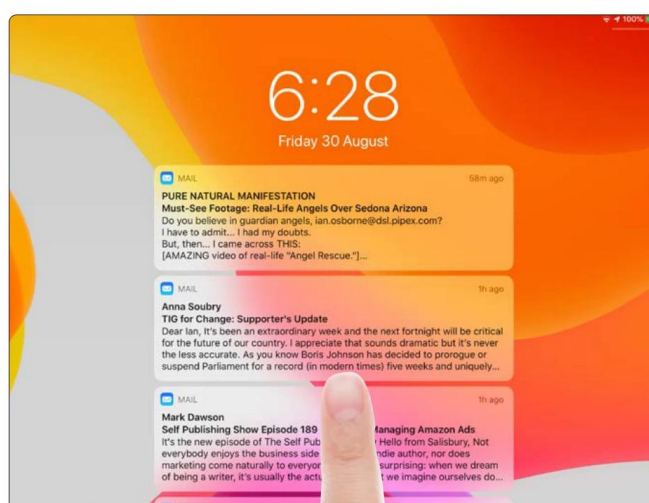 100%
6:28
Friday 30 August
MAIL 58m ago
PURE NATURAL MANIFESTATION
Must-See Footage: Real-Life Angels Over Sedona Arizona
Do you believe in guardian angels, ian.osborne@dsl.pipex.com?
I have to admit... I had my doubts.
But, then... I came across THIS:
[AMAZING video of real-life "Angel Rescue."]...
MAIL 1h ago
Anna Soubry
TIG for Change: Supporter's Update
Dear Ian, It's been an extraordinary week and the next fortnight will be critical
for the future of our country. I appreciate that sounds dramatic but it's never
the less accurate. As you know Boris Johnson has decided to prorogue or
suspend Parliament for a record (in modern times) five weeks and uniquely...
MAIL 1h ago
Mark Dawson
Self Publishing Show Episode 189 Managing Amazon Ads
It's the new episode of The Self Pub Hello from Salisbury, Not
everybody enjoys the business side indie author, nor does
marketing come naturally to everyon surprising: when we dream
of being a writer, it's usually the actu t we imagine ourselves do...